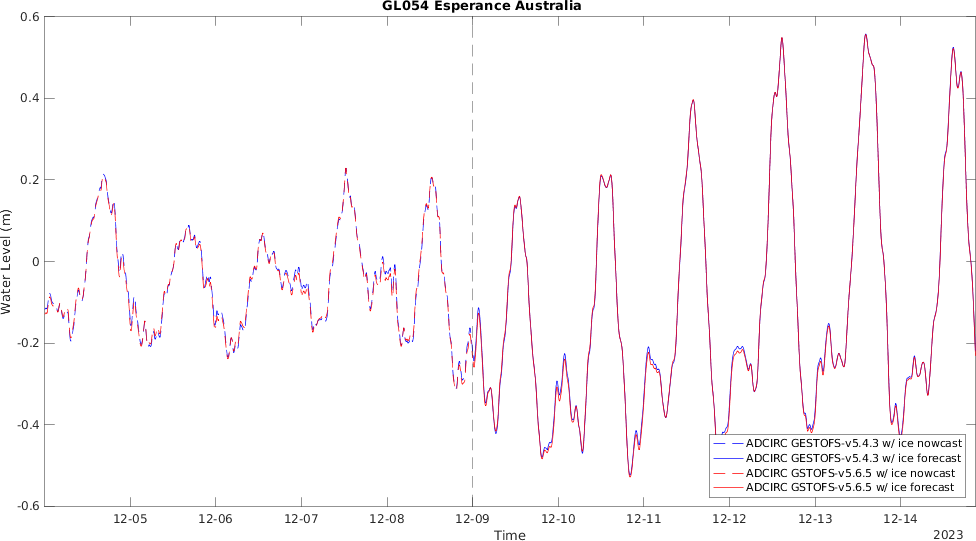 GL054 Esperance Australia
0.6
0.4
0.2
0
-0.2
-0.4
-0.6
Water Level (m)
12-05 12-06 12-07 12-08 12-09 12-10 12-11 12-12 12-13 12-14
Time
2023
ADCIRC GESTOFS-v5.4.3 w/ ice nowcast
ADCIRC GESTOFS-v5.4.3 w/ ice forecast
ADCIRC GSTOFS-v5.6.5 w/ ice nowcast
ADCIRC GSTOFS-v5.6.5 w/ ice forecast